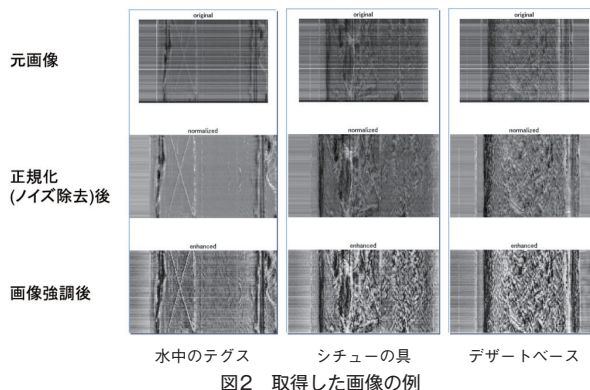 original
original
original
元画像
normalized
normalized
normalized
正規化
(ノイズ除去)後
enhanced
enhanced
enhanced
画像強調後
水中のテグス
シチューの具
デザートベース
図2 取得した画像の例